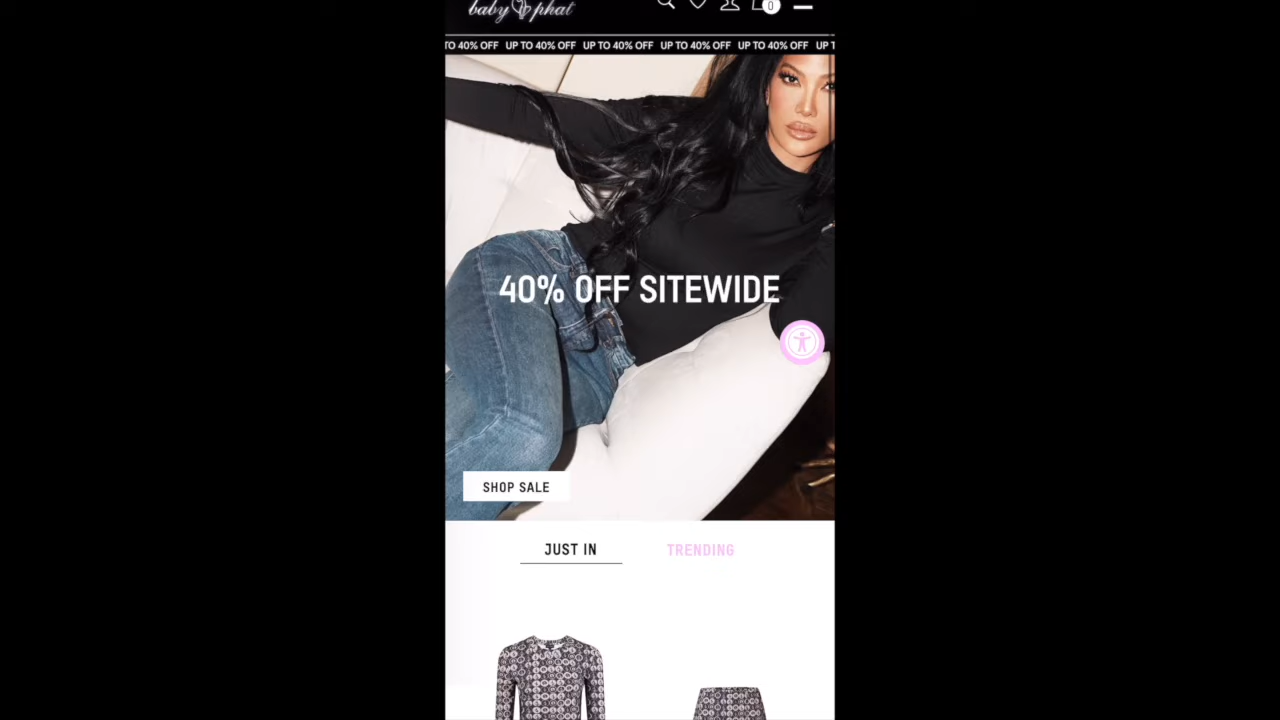 baby phat
0
TO 40% OFF UP TO 40% OFF UP TO 40% OFF UP TO 40% OFF UP TO 40% OFF UP T
40% OFF SITEWIDE
SHOP SALE
JUST IN TRENDING